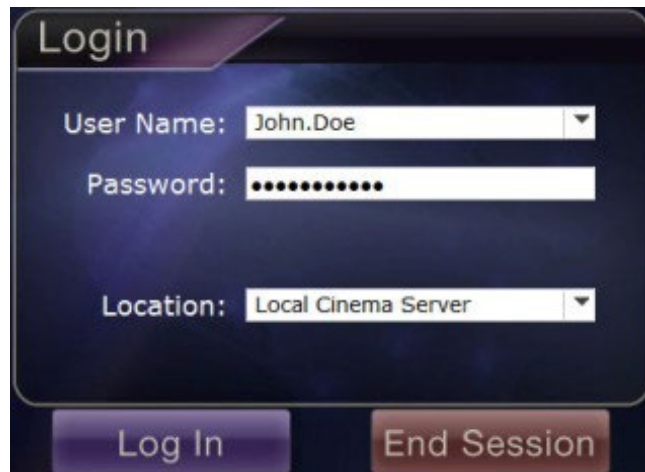 Login
User Name: John.Doe
Password: •••••••••••
Location: Local Cinema Server
Log In End Session